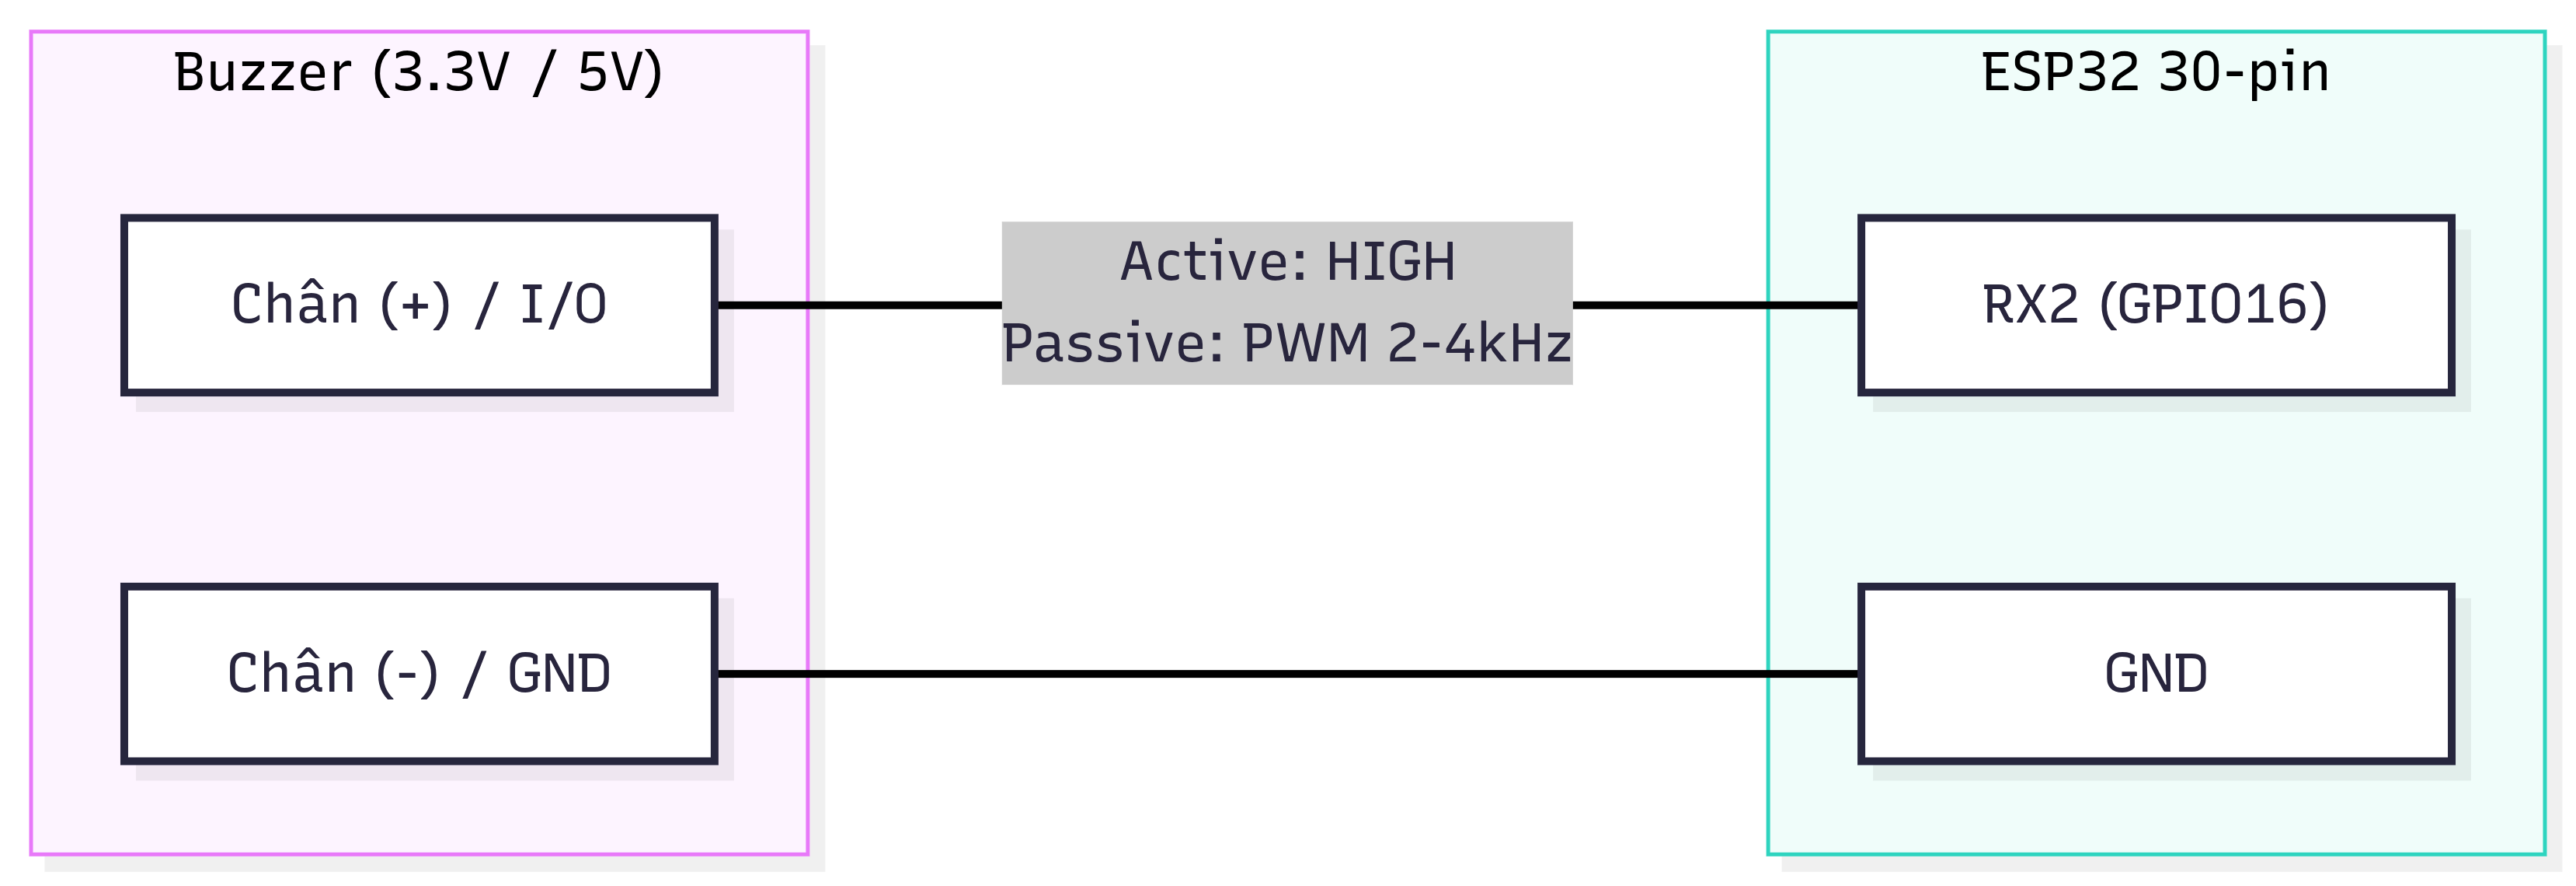 Buzzer (3.3V / 5V)
ESP32 30-pin
Chân (+) / I/O
Active: HIGH
Passive: PWM 2-4kHz
RX2 (GPIO16)
Chân (-) / GND
GND